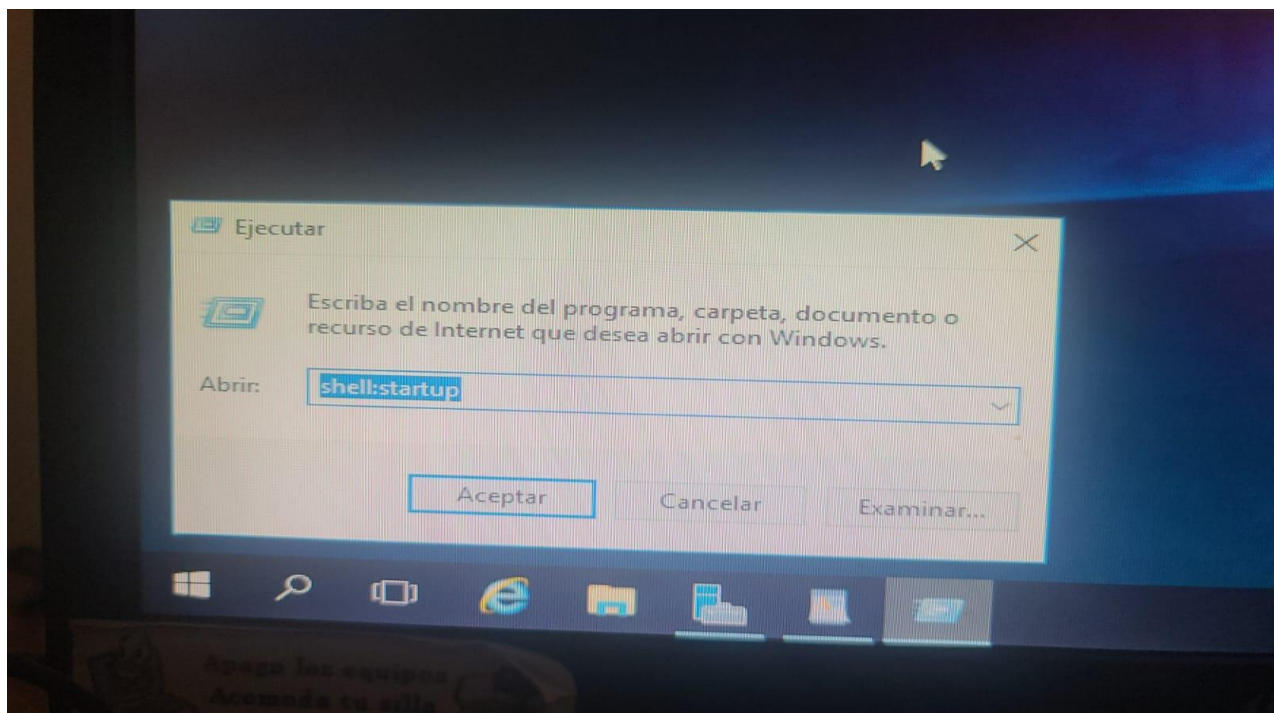 Ejecutar
Escriba el nombre del programa, carpeta, documento o
recurso de Internet que desea abrir con Windows.
Abrir:
shell:startup
Aceptar
Cancelar
Examinar...
Apaga los equipos
Acomoda tu silla